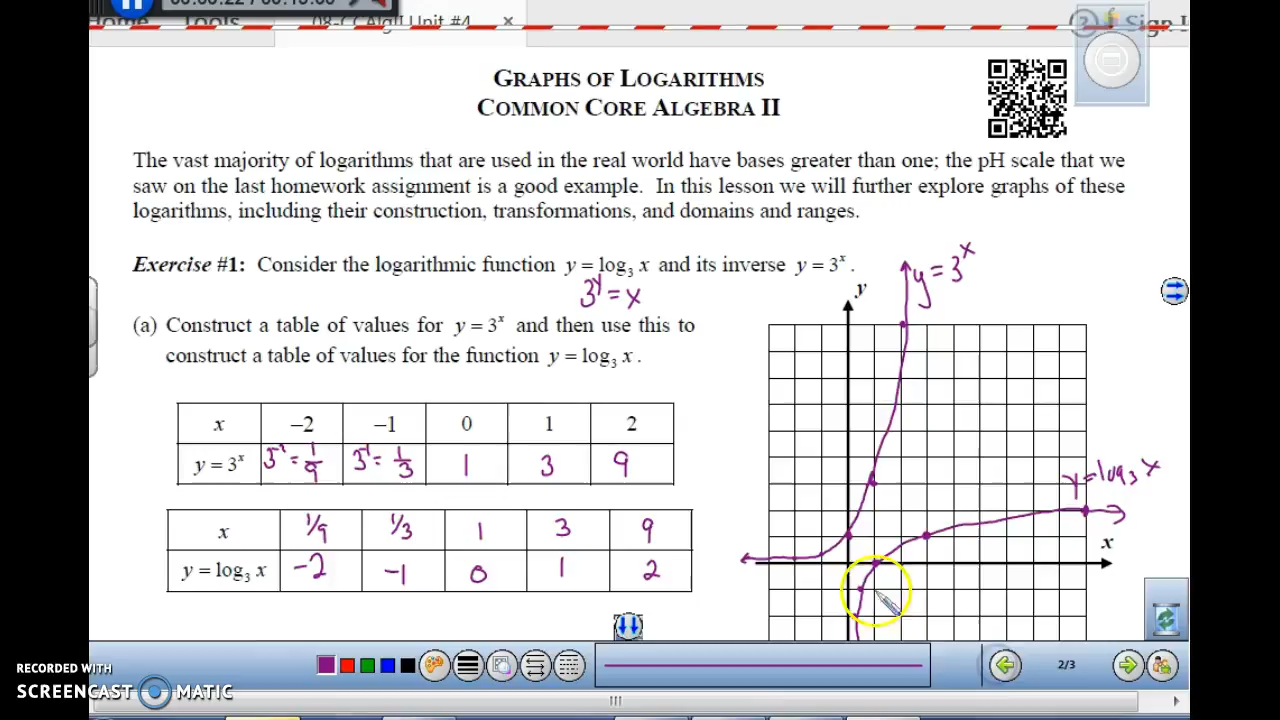 08-CCAlgII Unit #4
GRAPHS OF LOGARITHMS
COMMON CORE ALGEBRA II
The vast majority of logarithms that are used in the real world have bases greater than one; the pH scale that we
saw on the last homework assignment is a good example. In this lesson we will further explore graphs of these
logarithms, including their construction, transformations, and domains and ranges.
Exercise #1: Consider the logarithmic function y = log₃ x and its inverse y = 3ˣ.
3ʸ = x
y = 3ˣ
(a) Construct a table of values for y = 3ˣ and then use this to
construct a table of values for the function y = log₃ x.
y
x −2 −1 0 1 2
y = 3ˣ 3⁻² = 1/9 3⁻¹ = 1/3 1 3 9
y = log₃ x
x 1/9 1/3 1 3 9
x
y = log₃ x −2 −1 0 1 2
2/3
RECORDED WITH
SCREENCAST MATIC